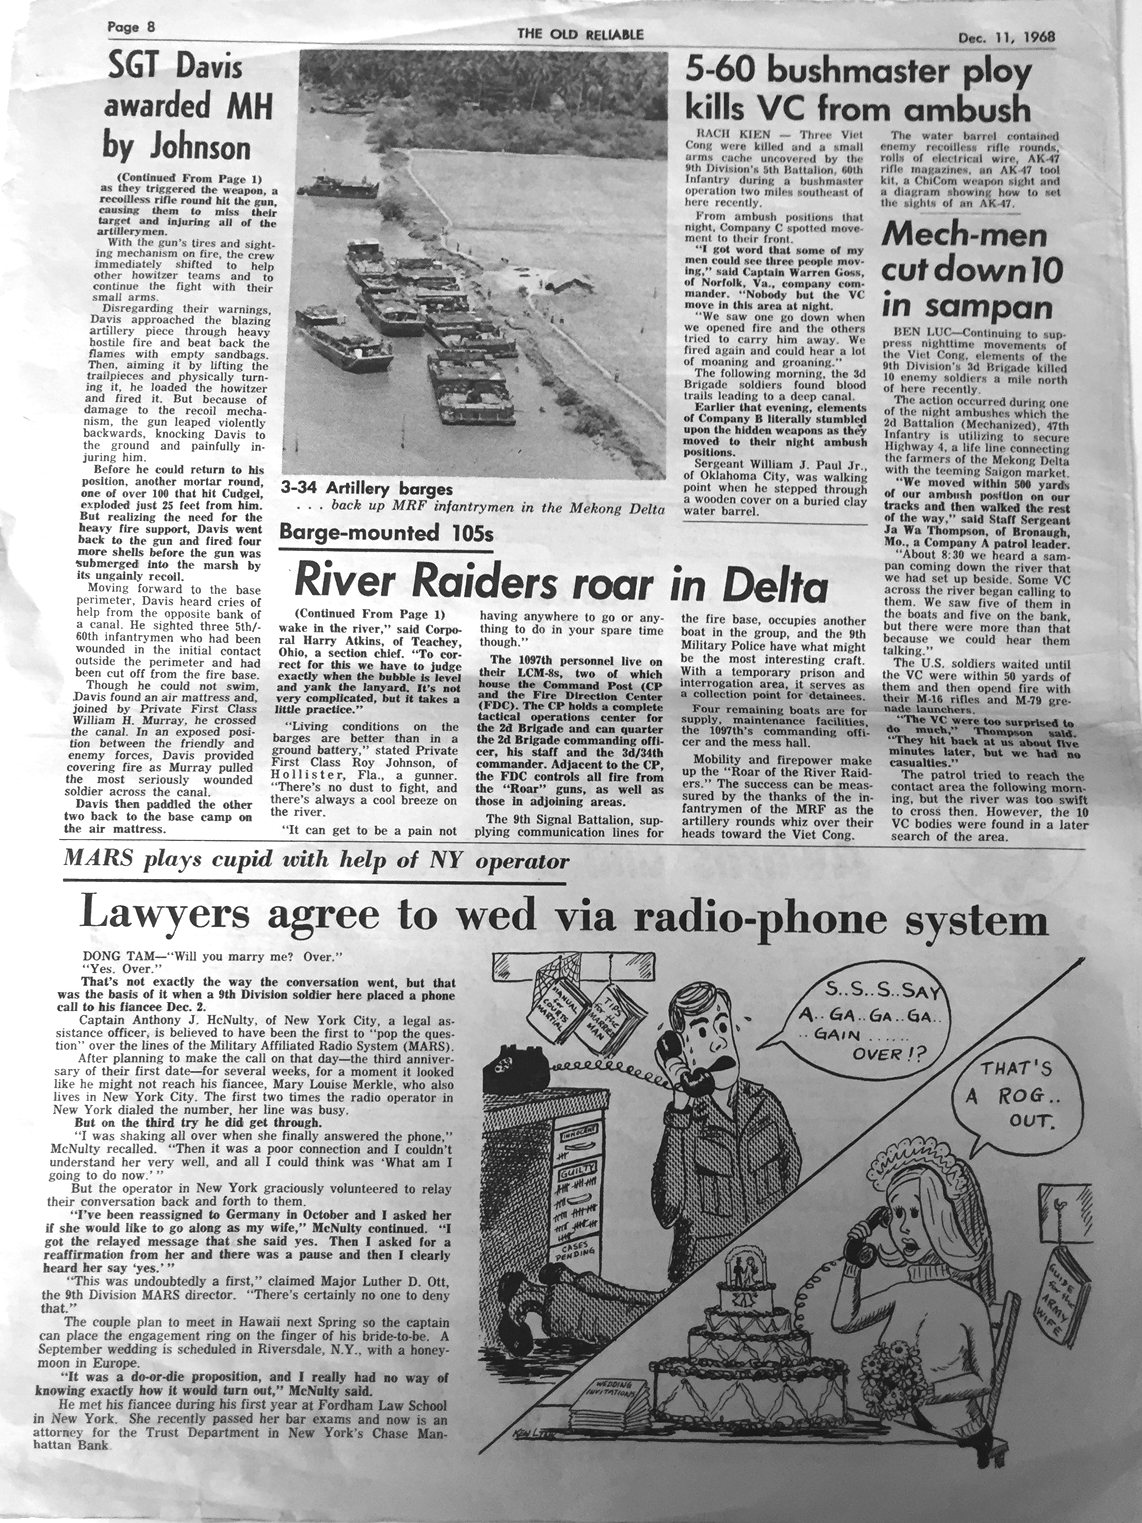 Page 8
THE OLD RELIABLE
Dec. 11, 1968
SGT Davis
awarded MH
by Johnson
(Continued From Page 1)
as they triggered the weapon, a
recoilless rifle round hit the gun,
causing them to miss their
target and injuring all of the
artillerymen.
With the gun's tires and sight-
ing mechanism on fire, the crew
immediately shifted to help
other howitzer teams and to
continue the fight with their
small arms.
Disregarding their warnings,
Davis approached the blazing
artillery piece through heavy
hostile fire and beat back the
flames with empty sandbags.
Then, aiming it by lifting the
trailpieces and physically turn-
ing it, he loaded the howitzer
and fired it. But because of
damage to the recoil mecha-
nism, the gun leaped violently
backwards, knocking Davis to
the ground and painfully in-
juring him.
Before he could return to his
position, another mortar round,
one of over 100 that hit Cudgel,
exploded just 25 feet from him.
But realizing the need for the
heavy fire support, Davis went
back to the gun and fired four
more shells before the gun was
submerged into the marsh by
its ungainly recoil.
Moving forward to the base
perimeter, Davis heard cries of
help from the opposite bank of
a canal. He sighted three 5th/-
60th infantrymen who had been
wounded in the initial contact
outside the perimeter and had
been cut off from the fire base.
Though he could not swim,
Davis found an air mattress and,
joined by Private First Class
William H. Murray, he crossed
the canal. In an exposed posi-
tion between the friendly and
enemy forces, Davis provided
covering fire as Murray pulled
the most seriously wounded
soldier across the canal.
Davis then paddled the other
two back to the base camp on
the air mattress.
3-34 Artillery barges
. . . back up MRF infantrymen in the Mekong Delta
Barge-mounted 105s
River Raiders roar in Delta
(Continued From Page 1)
wake in the river," said Corpo-
ral Harry Atkins, of Teachey,
Ohio, a section chief. "To cor-
rect for this we have to judge
exactly when the bubble is level
and yank the lanyard. It's not
very complicated, but it takes a
little practice."
"Living conditions on the
barges are better than in a
ground battery," stated Private
First Class Roy Johnson, of
Hollister, Fla., a gunner.
"There's no dust to fight, and
there's always a cool breeze on
the river.
"It can get to be a pain not
having anywhere to go or any-
thing to do in your spare time
though."
The 1097th personnel live on
their LCM-8s, two of which
house the Command Post (CP
and the Fire Direction Center
(FDC). The CP holds a complete
tactical operations center for
the 2d Brigade and can quarter
the 2d Brigade commanding offi-
cer, his staff and the 3d/34th
commander. Adjacent to the CP,
the FDC controls all fire from
the "Roar" guns, as well as
those in adjoining areas.
The 9th Signal Battalion, sup-
plying communication lines for
the fire base, occupies another
boat in the group, and the 9th
Military Police have what might
be the most interesting craft.
With a temporary prison and
interrogation area, it serves as
a collection point for detainees.
Four remaining boats are for
supply, maintenance facilities,
the 1097th's commanding offi-
cer and the mess hall.
Mobility and firepower make
up the "Roar of the River Raid-
ers." The success can be meas-
ured by the thanks of the in-
fantrymen of the MRF as the
artillery rounds whiz over their
heads toward the Viet Cong.
5-60 bushmaster ploy
kills VC from ambush
RACH KIEN — Three Viet
Cong were killed and a small
arms cache uncovered by the
9th Division's 5th Battalion, 60th
Infantry during a bushmaster
operation two miles southeast of
here recently.
From ambush positions that
night, Company C spotted move-
ment to their front.
"I got word that some of my
men could see three people mov-
ing," said Captain Warren Goss,
of Norfolk, Va., company com-
mander. "Nobody but the VC
move in this area at night.
"We saw one go down when
we opened fire and the others
tried to carry him away. We
fired again and could hear a lot
of moaning and groaning."
The following morning, the 3d
Brigade soldiers found blood
trails leading to a deep canal.
Earlier that evening, elements
of Company B literally stumbled
upon the hidden weapons as they
moved to their night ambush
positions.
Sergeant William J. Paul Jr.,
of Oklahoma City, was walking
point when he stepped through
a wooden cover on a buried clay
water barrel.
The water barrel contained
enemy recoilless rifle rounds,
rolls of electrical wire, AK-47
rifle magazines, an AK-47 tool
kit, a ChiCom weapon sight and
a diagram showing how to set
the sights of an AK-47.
Mech-men
cut down 10
in sampan
BEN LUC—Continuing to sup-
press nighttime movements of
the Viet Cong, elements of the
9th Division's 3d Brigade killed
10 enemy soldiers a mile north
of here recently.
The action occurred during one
of the night ambushes which the
2d Battalion (Mechanized), 47th
Infantry is utilizing to secure
Highway 4, a life line connecting
the farmers of the Mekong Delta
with the teeming Saigon market.
"We moved within 500 yards
of our ambush position on our
tracks and then walked the rest
of the way," said Staff Sergeant
Ja Wa Thompson, of Bronaugh,
Mo., a Company A patrol leader.
"About 8:30 we heard a sam-
pan coming down the river that
we had set up beside. Some VC
across the river began calling to
them. We saw five of them in
the boats and five on the bank,
but there were more than that
because we could hear them
talking."
The U.S. soldiers waited until
the VC were within 50 yards of
them and then opend fire with
their M-16 rifles and M-79 gre-
nade launchers.
"The VC were too surprised to
do much," Thompson said.
"They hit back at us about five
minutes later, but we had no
casualties."
The patrol tried to reach the
contact area the following morn-
ing, but the river was too swift
to cross then. However, the 10
VC bodies were found in a later
search of the area.
MARS plays cupid with help of NY operator
Lawyers agree to wed via radio-phone system
DONG TAM—"Will you marry me? Over."
"Yes. Over."
That's not exactly the way the conversation went, but that
was the basis of it when a 9th Division soldier here placed a phone
call to his fiancee Dec. 2.
Captain Anthony J. HcNulty, of New York City, a legal as-
sistance officer, is believed to have been the first to "pop the ques-
tion" over the lines of the Military Affiliated Radio System (MARS).
After planning to make the call on that day—the third anniver-
sary of their first date—for several weeks, for a moment it looked
like he might not reach his fiancee, Mary Louise Merkle, who also
lives in New York City. The first two times the radio operator in
New York dialed the number, her line was busy.
But on the third try he did get through.
"I was shaking all over when she finally answered the phone,"
McNulty recalled. "Then it was a poor connection and I couldn't
understand her very well, and all I could think was 'What am I
going to do now.' "
But the operator in New York graciously volunteered to relay
their conversation back and forth to them.
"I've been reassigned to Germany in October and I asked her
if she would like to go along as my wife," McNulty continued. "I
got the relayed message that she said yes. Then I asked for a
reaffirmation from her and there was a pause and then I clearly
heard her say 'yes.' "
"This was undoubtedly a first," claimed Major Luther D. Ott,
the 9th Division MARS director. "There's certainly no one to deny
that."
The couple plan to meet in Hawaii next Spring so the captain
can place the engagement ring on the finger of his bride-to-be. A
September wedding is scheduled in Riversdale, N.Y., with a honey-
moon in Europe.
"It was a do-or-die proposition, and I really had no way of
knowing exactly how it would turn out," McNulty said.
He met his fiancee during his first year at Fordham Law School
in New York. She recently passed her bar exams and now is an
attorney for the Trust Department in New York's Chase Man-
hattan Bank.
MANUAL
for
COURTS
MARTIAL
TIPS
for the
MARRIED
MAN
S..S..S..SAY
A..GA..GA..GA..
..GAIN ......
OVER!?
THAT'S
A ROG..
OUT.
INNOCENT
GUILTY
CASES
PENDING
GUIDE
for the
ARMY
WIFE
WEDDING
INVITATIONS